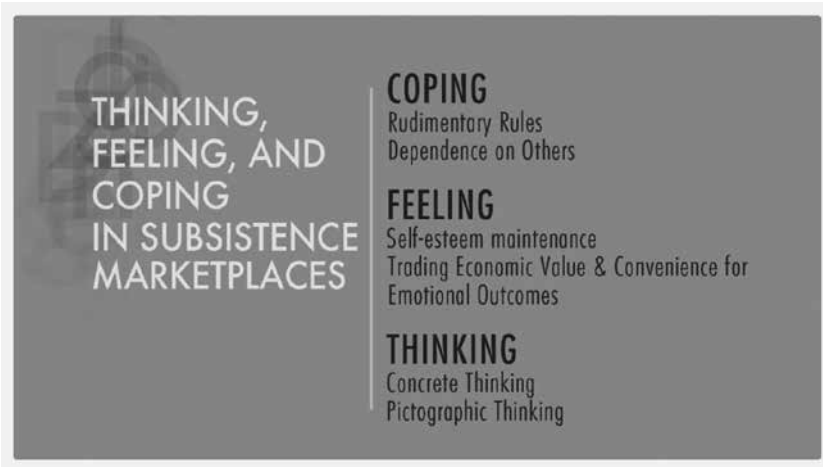 THINKING,
FEELING, AND
COPING
IN SUBSISTENCE
MARKETPLACES
COPING
Rudimentary Rules
Dependence on Others
FEELING
Self-esteem maintenance
Trading Economic Value & Convenience for
Emotional Outcomes
THINKING
Concrete Thinking
Pictographic Thinking